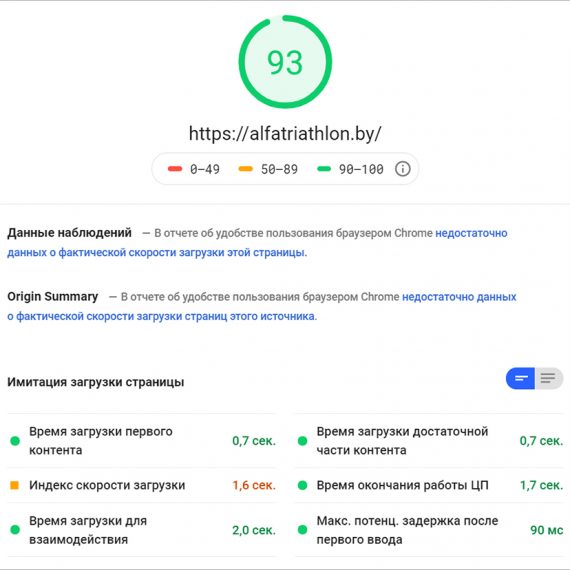 93
https://alfatriathlon.by/
0–49 50–89 90–100
Данные наблюдений — В отчете об удобстве пользования браузером Chrome недостаточно
данных о фактической скорости загрузки этой страницы.
Origin Summary — В отчете об удобстве пользования браузером Chrome недостаточно данных
о фактической скорости загрузки страниц этого источника.
Имитация загрузки страницы
Время загрузки первого
контента 0,7 сек.
Время загрузки достаточной
части контента 0,7 сек.
Индекс скорости загрузки 1,6 сек.
Время окончания работы ЦП 1,7 сек.
Время загрузки для
взаимодействия 2,0 сек.
Макс. потенц. задержка после
первого ввода 90 мс